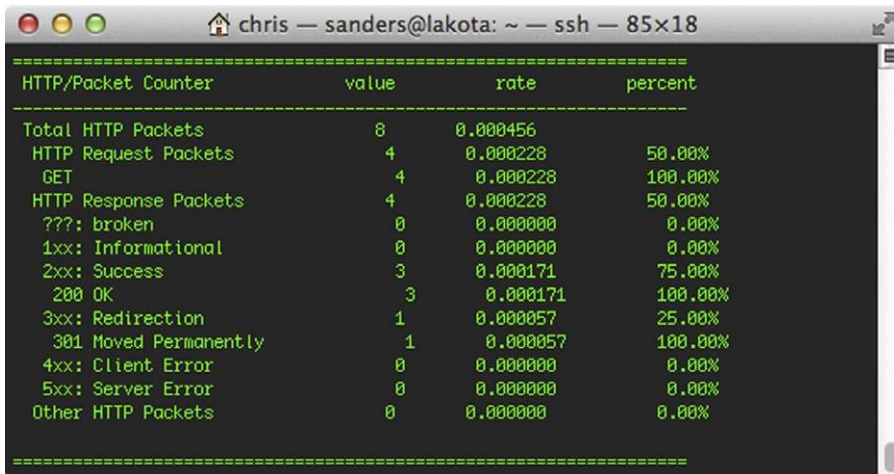 chris — sanders@lakota: ~ — ssh — 85×18
===================================================================
HTTP/Packet Counter value rate percent
-------------------------------------------------------------------
Total HTTP Packets 8 0.000456
HTTP Request Packets 4 0.000228 50.00%
GET 4 0.000228 100.00%
HTTP Response Packets 4 0.000228 50.00%
???: broken 0 0.000000 0.00%
1xx: Informational 0 0.000000 0.00%
2xx: Success 3 0.000171 75.00%
200 OK 3 0.000171 100.00%
3xx: Redirection 1 0.000057 25.00%
301 Moved Permanently 1 0.000057 100.00%
4xx: Client Error 0 0.000000 0.00%
5xx: Server Error 0 0.000000 0.00%
Other HTTP Packets 0 0.000000 0.00%
===================================================================